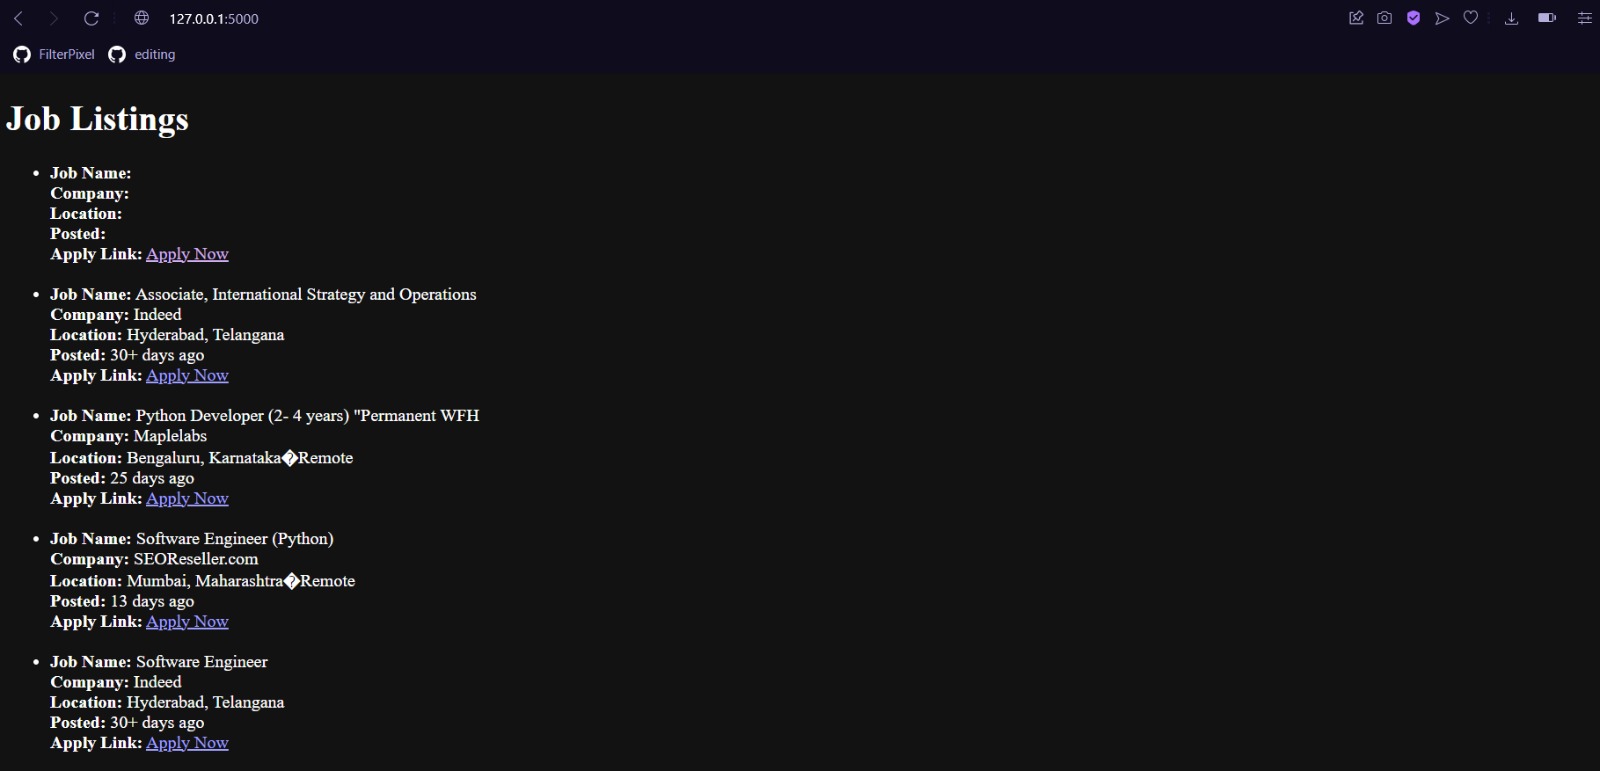 127.0.0.1:5000
FilterPixel editing
Job Listings
Job Name:
Company:
Location:
Posted:
Apply Link: Apply Now
Job Name: Associate, International Strategy and Operations
Company: Indeed
Location: Hyderabad, Telangana
Posted: 30+ days ago
Apply Link: Apply Now
Job Name: Python Developer (2- 4 years) "Permanent WFH
Company: Maplelabs
Location: Bengaluru, Karnataka�Remote
Posted: 25 days ago
Apply Link: Apply Now
Job Name: Software Engineer (Python)
Company: SEOReseller.com
Location: Mumbai, Maharashtra�Remote
Posted: 13 days ago
Apply Link: Apply Now
Job Name: Software Engineer
Company: Indeed
Location: Hyderabad, Telangana
Posted: 30+ days ago
Apply Link: Apply Now